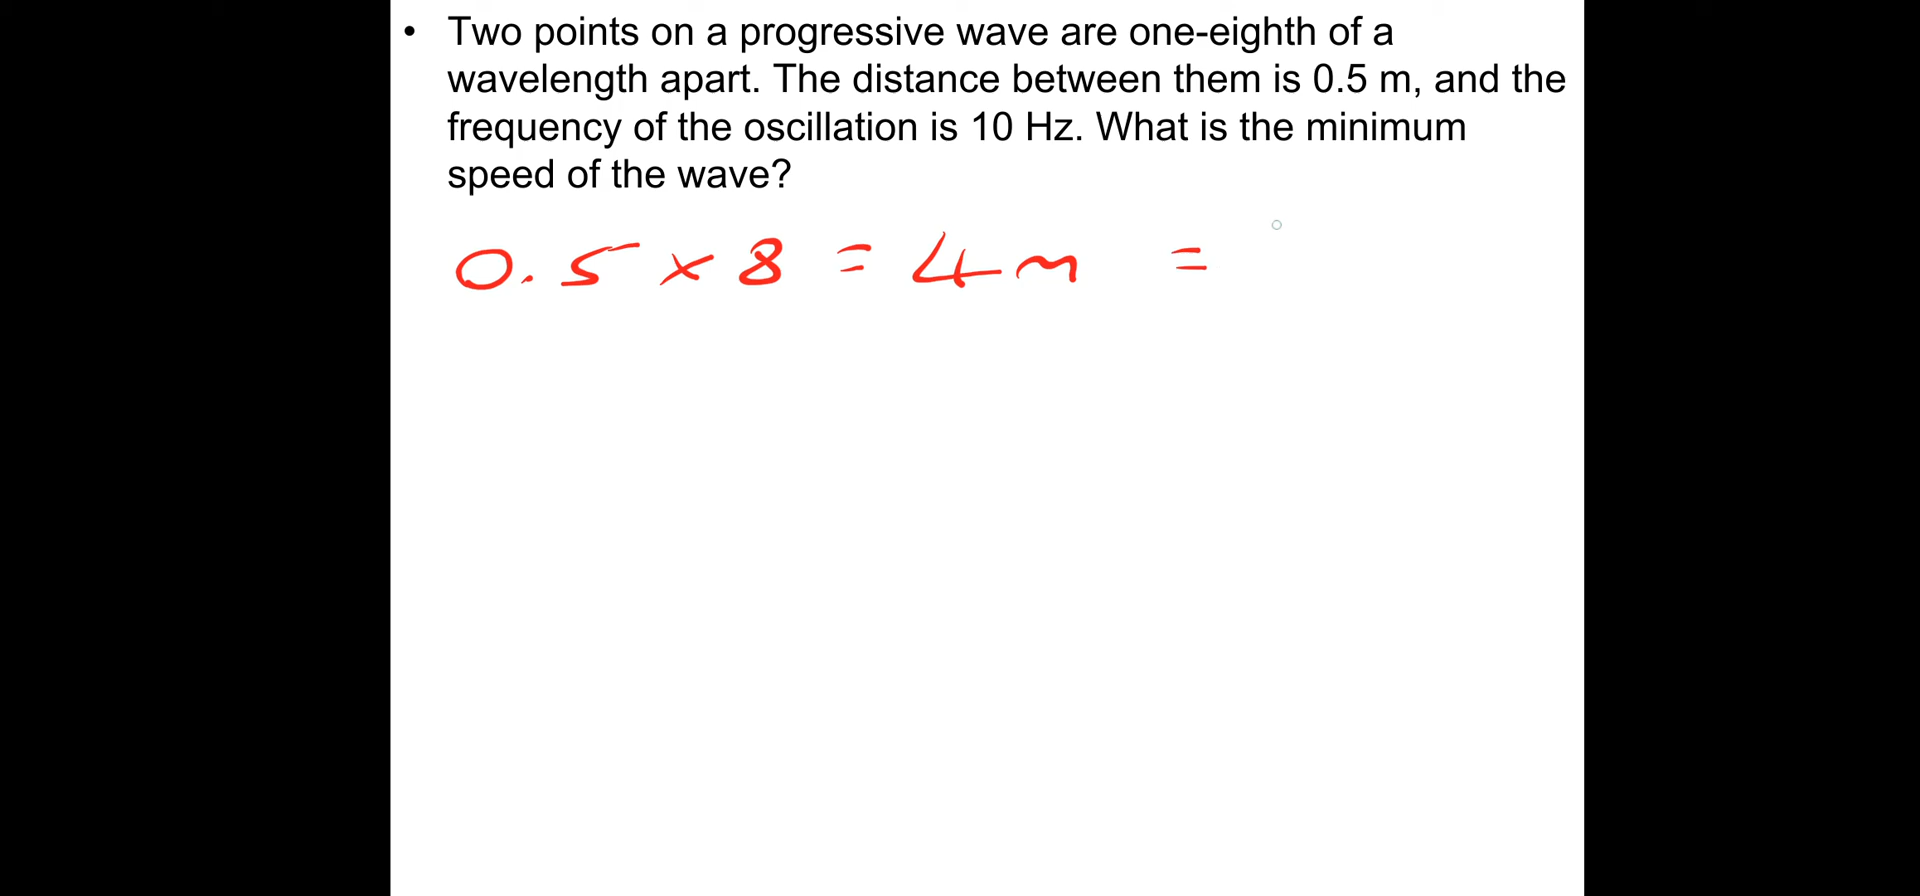 • Two points on a progressive wave are one-eighth of a
wavelength apart. The distance between them is 0.5 m, and the
frequency of the oscillation is 10 Hz. What is the minimum
speed of the wave?
0.5 × 8 = 4m =